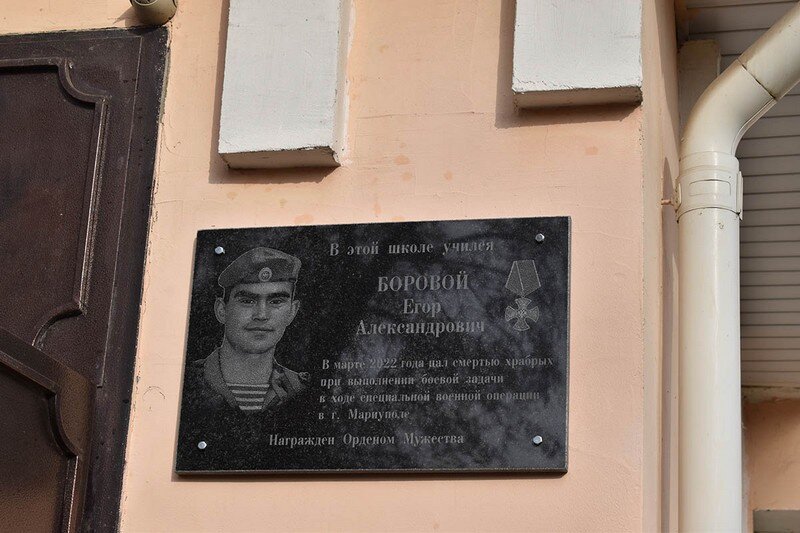 В этой школе учился
БОРОВОЙ
Егор
Александрович
В марте 2022 года пал смертью храбрых
при выполнении боевой задачи
в ходе специальной военной операции
в г. Мариуполе
Награжден Орденом Мужества